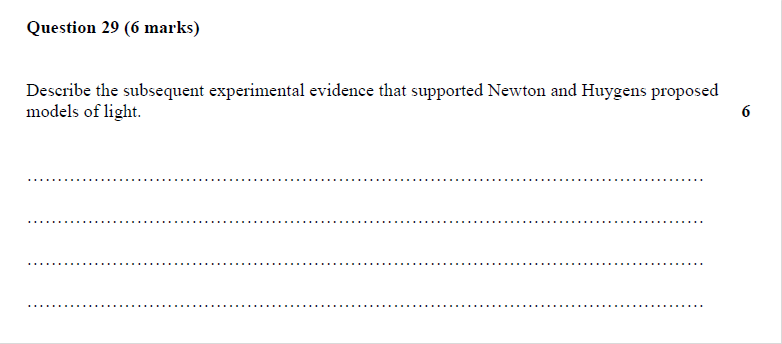 Question 29 (6 marks)
Describe the subsequent experimental evidence that supported Newton and Huygens proposed
models of light. 6
........................................................................................................
........................................................................................................
........................................................................................................
........................................................................................................